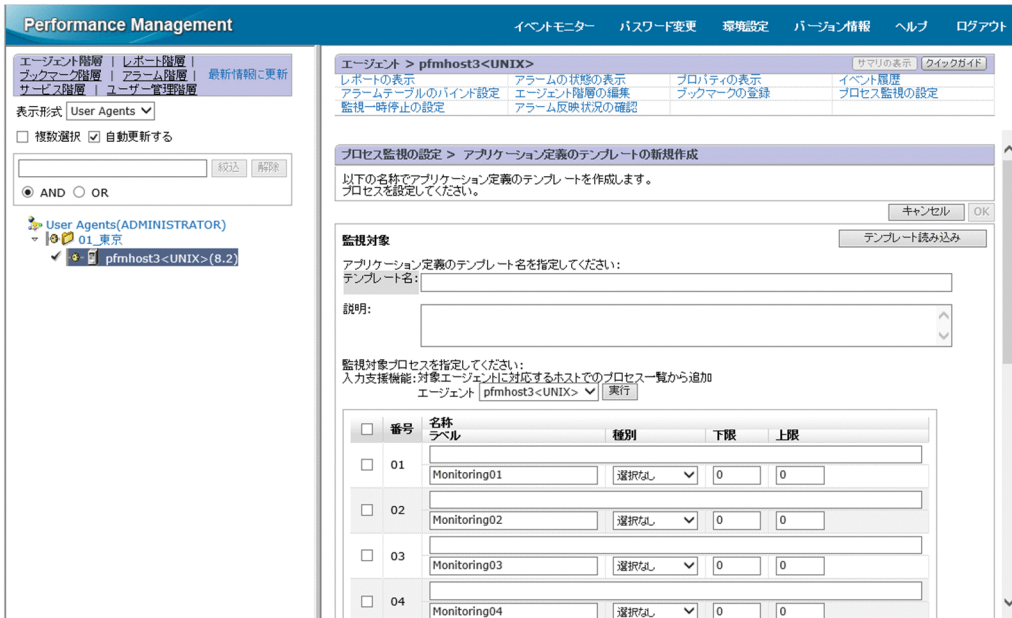 Performance Management
イベントモニター パスワード変更 環境設定 バージョン情報 ヘルプ ログアウト
エージェント階層 | レポート階層 |
ブックマーク階層 | アラーム階層 |
サービス階層 | ユーザー管理階層
最新情報に更新
表示形式 User Agents
複数選択 自動更新する
絞込 解除
AND OR
User Agents(ADMINISTRATOR)
01_東京
pfmhost3<UNIX>(8.2)
エージェント > pfmhost3<UNIX>
サマリの表示 クイックガイド
レポートの表示 アラームの状態の表示 プロパティの表示 イベント履歴
アラームテーブルのバインド設定 エージェント階層の編集 ブックマークの登録 プロセス監視の設定
監視一時停止の設定 アラーム反映状況の確認
プロセス監視の設定 > アプリケーション定義のテンプレートの新規作成
以下の名称でアプリケーション定義のテンプレートを作成します。
プロセスを設定してください。
キャンセル OK
監視対象 テンプレート読み込み
アプリケーション定義のテンプレート名を指定してください:
テンプレート名:
説明:
監視対象プロセスを指定してください:
入力支援機能:対象エージェントに対応するホストでのプロセス一覧から追加
エージェント pfmhost3<UNIX> 実行
番号 名称
ラベル 種別 下限 上限
01
Monitoring01 選択なし 0 0
02
Monitoring02 選択なし 0 0
03
Monitoring03 選択なし 0 0
04
Monitoring04 選択なし 0 0